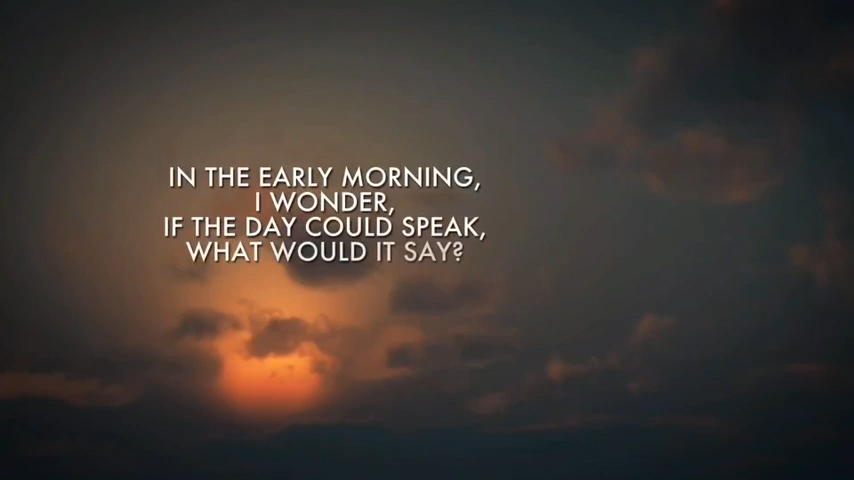 IN THE EARLY MORNING,
I WONDER,
IF THE DAY COULD SPEAK,
WHAT WOULD IT SAY?